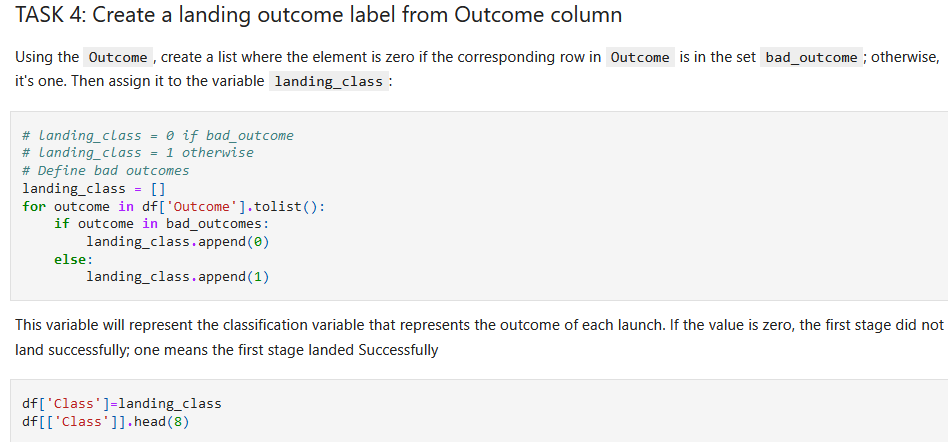 TASK 4: Create a landing outcome label from Outcome column
Using the Outcome , create a list where the element is zero if the corresponding row in Outcome is in the set bad_outcome ; otherwise,
it's one. Then assign it to the variable landing_class :
# landing_class = 0 if bad_outcome
# landing_class = 1 otherwise
# Define bad outcomes
landing_class = []
for outcome in df['Outcome'].tolist():
    if outcome in bad_outcomes:
        landing_class.append(0)
    else:
        landing_class.append(1)
This variable will represent the classification variable that represents the outcome of each launch. If the value is zero, the first stage did not
land successfully; one means the first stage landed Successfully
df['Class']=landing_class
df[['Class']].head(8)